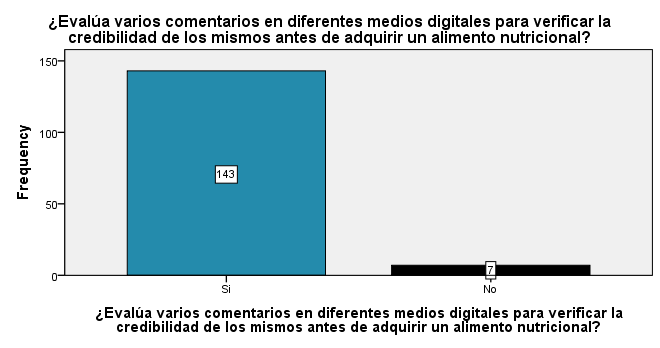 ¿Evalúa varios comentarios en diferentes medios digitales para verificar la
credibilidad de los mismos antes de adquirir un alimento nutricional?
150
100
50
0
Frequency
143
7
Si
No
¿Evalúa varios comentarios en diferentes medios digitales para verificar la
credibilidad de los mismos antes de adquirir un alimento nutricional?